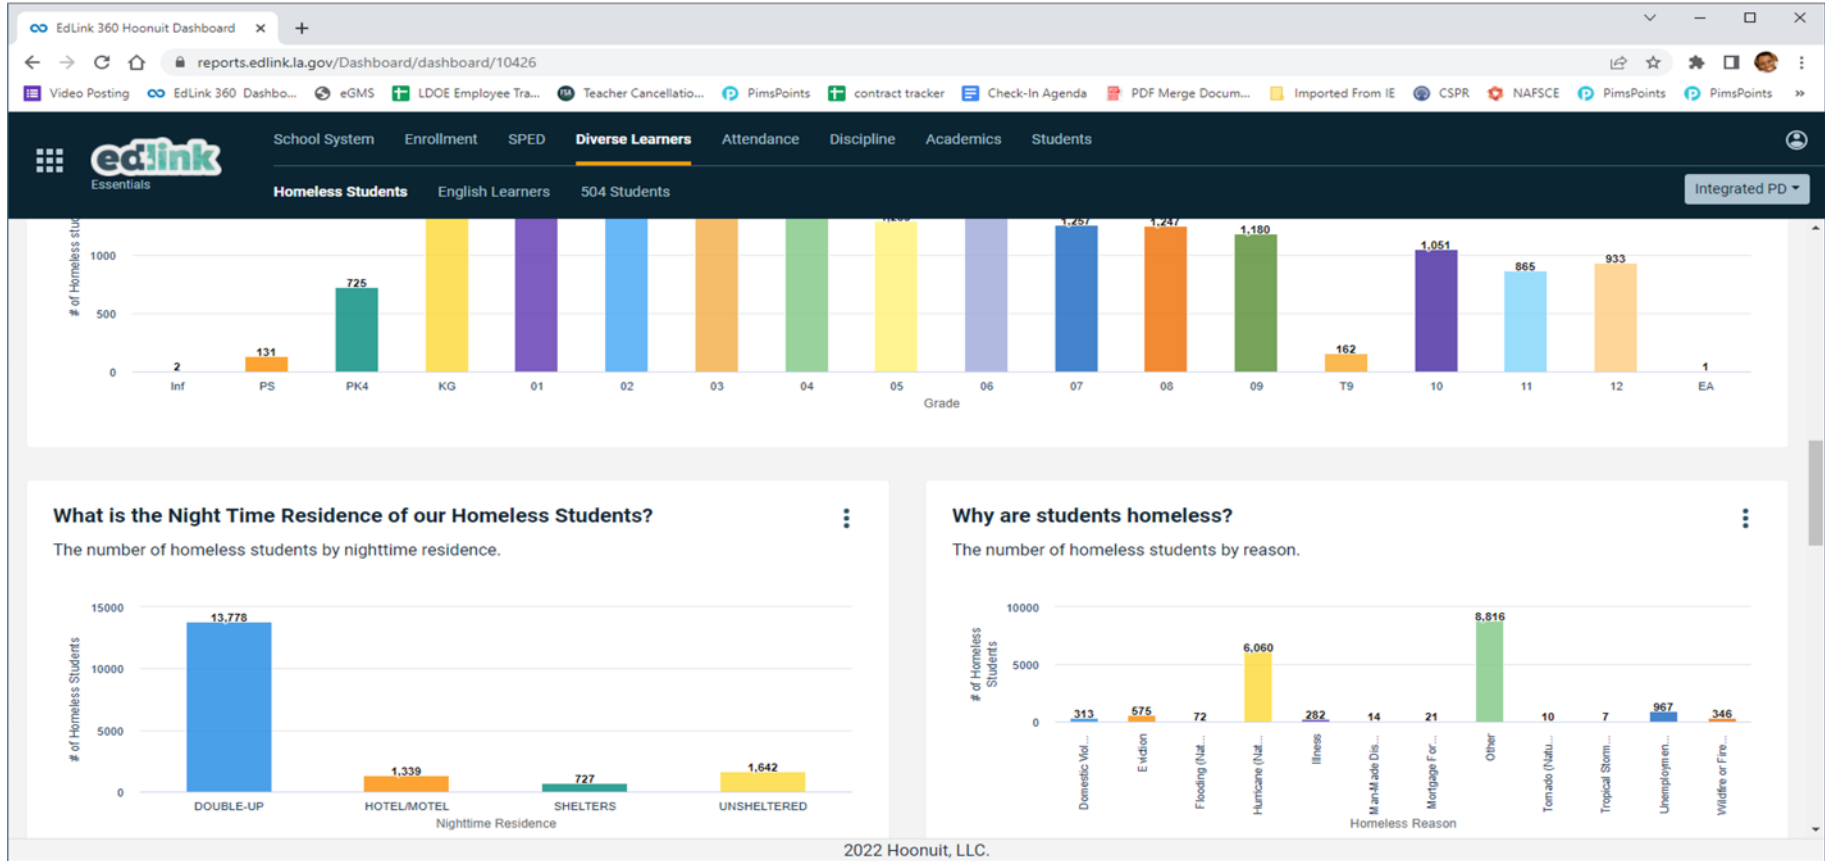 EdLink 360 Hoonuit Dashboard
reports.edlink.la.gov/Dashboard/dashboard/10426
Video Posting EdLink 360 Dashbo... eGMS LDOE Employee Tra... Teacher Cancellatio... PimsPoints contract tracker Check-In Agenda PDF Merge Docum... Imported From IE CSPR NAFSCE PimsPoints PimsPoints »
School System Enrollment SPED Diverse Learners Attendance Discipline Academics Students
edlink
Essentials
Homeless Students English Learners 504 Students
Integrated PD
1,257 1,247
1,180
1,051
1000
933
865
725
# of Homeless stu
500
131
162
2
1
0
Inf PS PK4 KG 01 02 03 04 05 06 07 08 09 T9 10 11 12 EA
Grade
What is the Night Time Residence of our Homeless Students?
The number of homeless students by nighttime residence.
15000
13,778
10000
# of Homeless Students
5000
1,339 727 1,642
0
DOUBLE-UP HOTEL/MOTEL SHELTERS UNSHELTERED
Nighttime Residence
Why are students homeless?
The number of homeless students by reason.
10000
8,816
6,060
# of Homeless
Students
5000
313 575 72 282 14 21 10 7 967 346
0
Domestic Viol... Eviction Flooding (Nat... Hurricane (Nat... Illness Man-Made Dis... Mortgage For... Other Tornado (Natu... Tropical Storm... Unemploymen... Wildfire or Fire...
Homeless Reason
2022 Hoonuit, LLC.